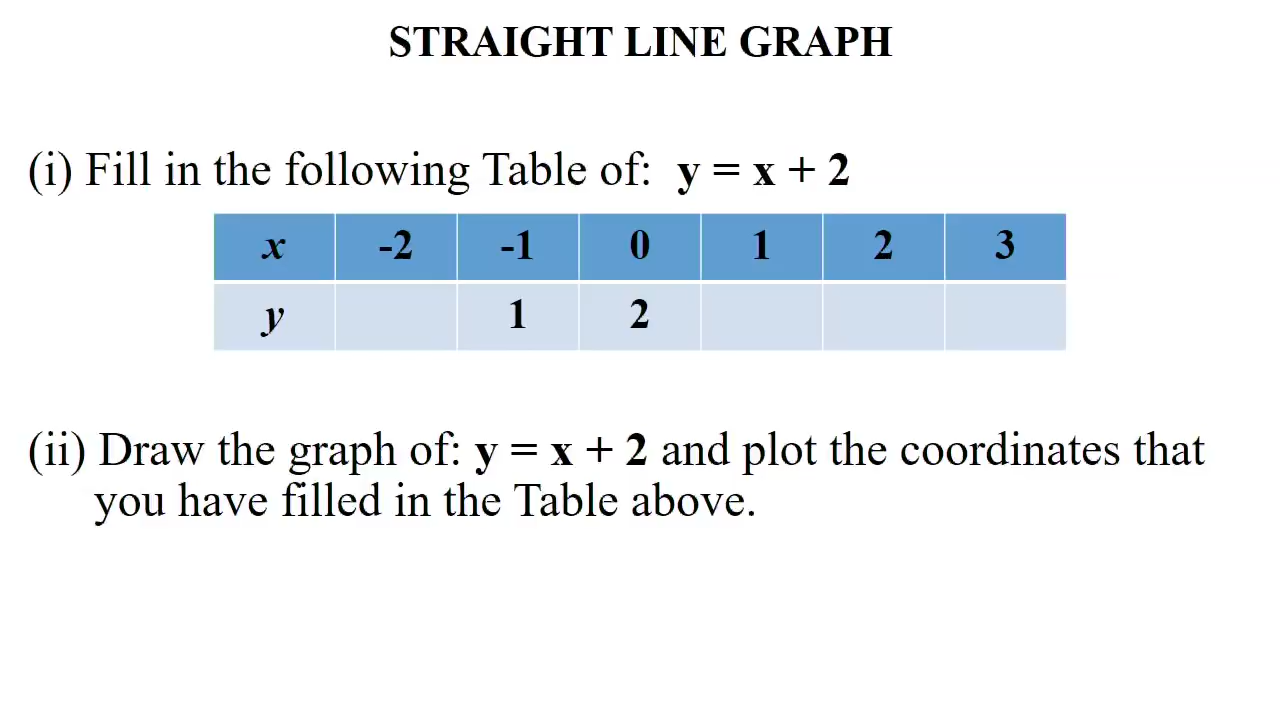 STRAIGHT LINE GRAPH
(i) Fill in the following Table of: y = x + 2
x -2 -1 0 1 2 3
y 1 2
(ii) Draw the graph of: y = x + 2 and plot the coordinates that
you have filled in the Table above.